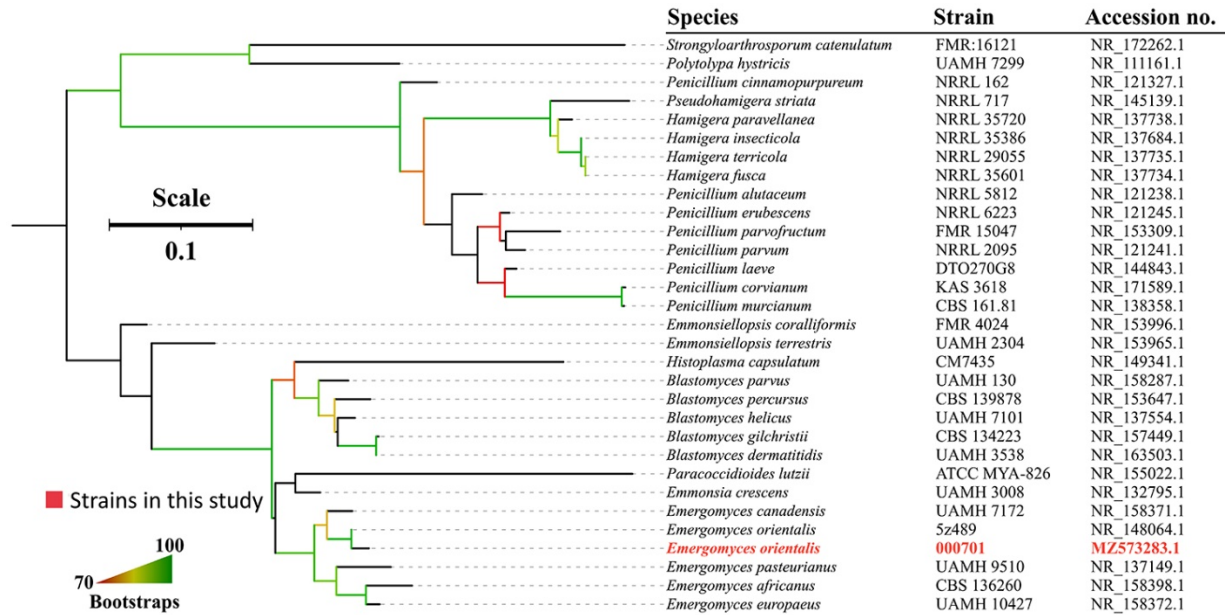 Species Strain Accession no.
Strongyloarthrosporum catenulatum FMR:16121 NR_172262.1
Polytolypa hystricis UAMH 7299 NR_111161.1
Penicillium cinnamopurpureum NRRL 162 NR_121327.1
Pseudohamigera striata NRRL 717 NR_145139.1
Hamigera paravellanea NRRL 35720 NR_137738.1
Hamigera insecticola NRRL 35386 NR_137684.1
Hamigera terricola NRRL 29055 NR_137735.1
Hamigera fusca NRRL 35601 NR_137734.1
Penicillium alutaceum NRRL 5812 NR_121238.1
Penicillium erubescens NRRL 6223 NR_121245.1
Penicillium parvofructum FMR 15047 NR_153309.1
Penicillium parvum NRRL 2095 NR_121241.1
Penicillium laeve DTO270G8 NR_144843.1
Penicillium corvianum KAS 3618 NR_171589.1
Penicillium murcianum CBS 161.81 NR_138358.1
Emmonsiellopsis coralliformis FMR 4024 NR_153996.1
Emmonsiellopsis terrestris UAMH 2304 NR_153965.1
Histoplasma capsulatum CM7435 NR_149341.1
Blastomyces parvus UAMH 130 NR_158287.1
Blastomyces percursus CBS 139878 NR_153647.1
Blastomyces helicus UAMH 7101 NR_137554.1
Blastomyces gilchristii CBS 134223 NR_157449.1
Blastomyces dermatitidis UAMH 3538 NR_163503.1
Paracoccidioides lutzii ATCC MYA-826 NR_155022.1
Emmonsia crescens UAMH 3008 NR_132795.1
Emergomyces canadensis UAMH 7172 NR_158371.1
Emergomyces orientalis 5z489 NR_148064.1
Emergomyces orientalis 000701 MZ573283.1
Emergomyces pasteurianus UAMH 9510 NR_137149.1
Emergomyces africanus CBS 136260 NR_158398.1
Emergomyces europaeus UAMH 10427 NR_158372.1
Scale
0.1
Strains in this study
100
70
Bootstraps